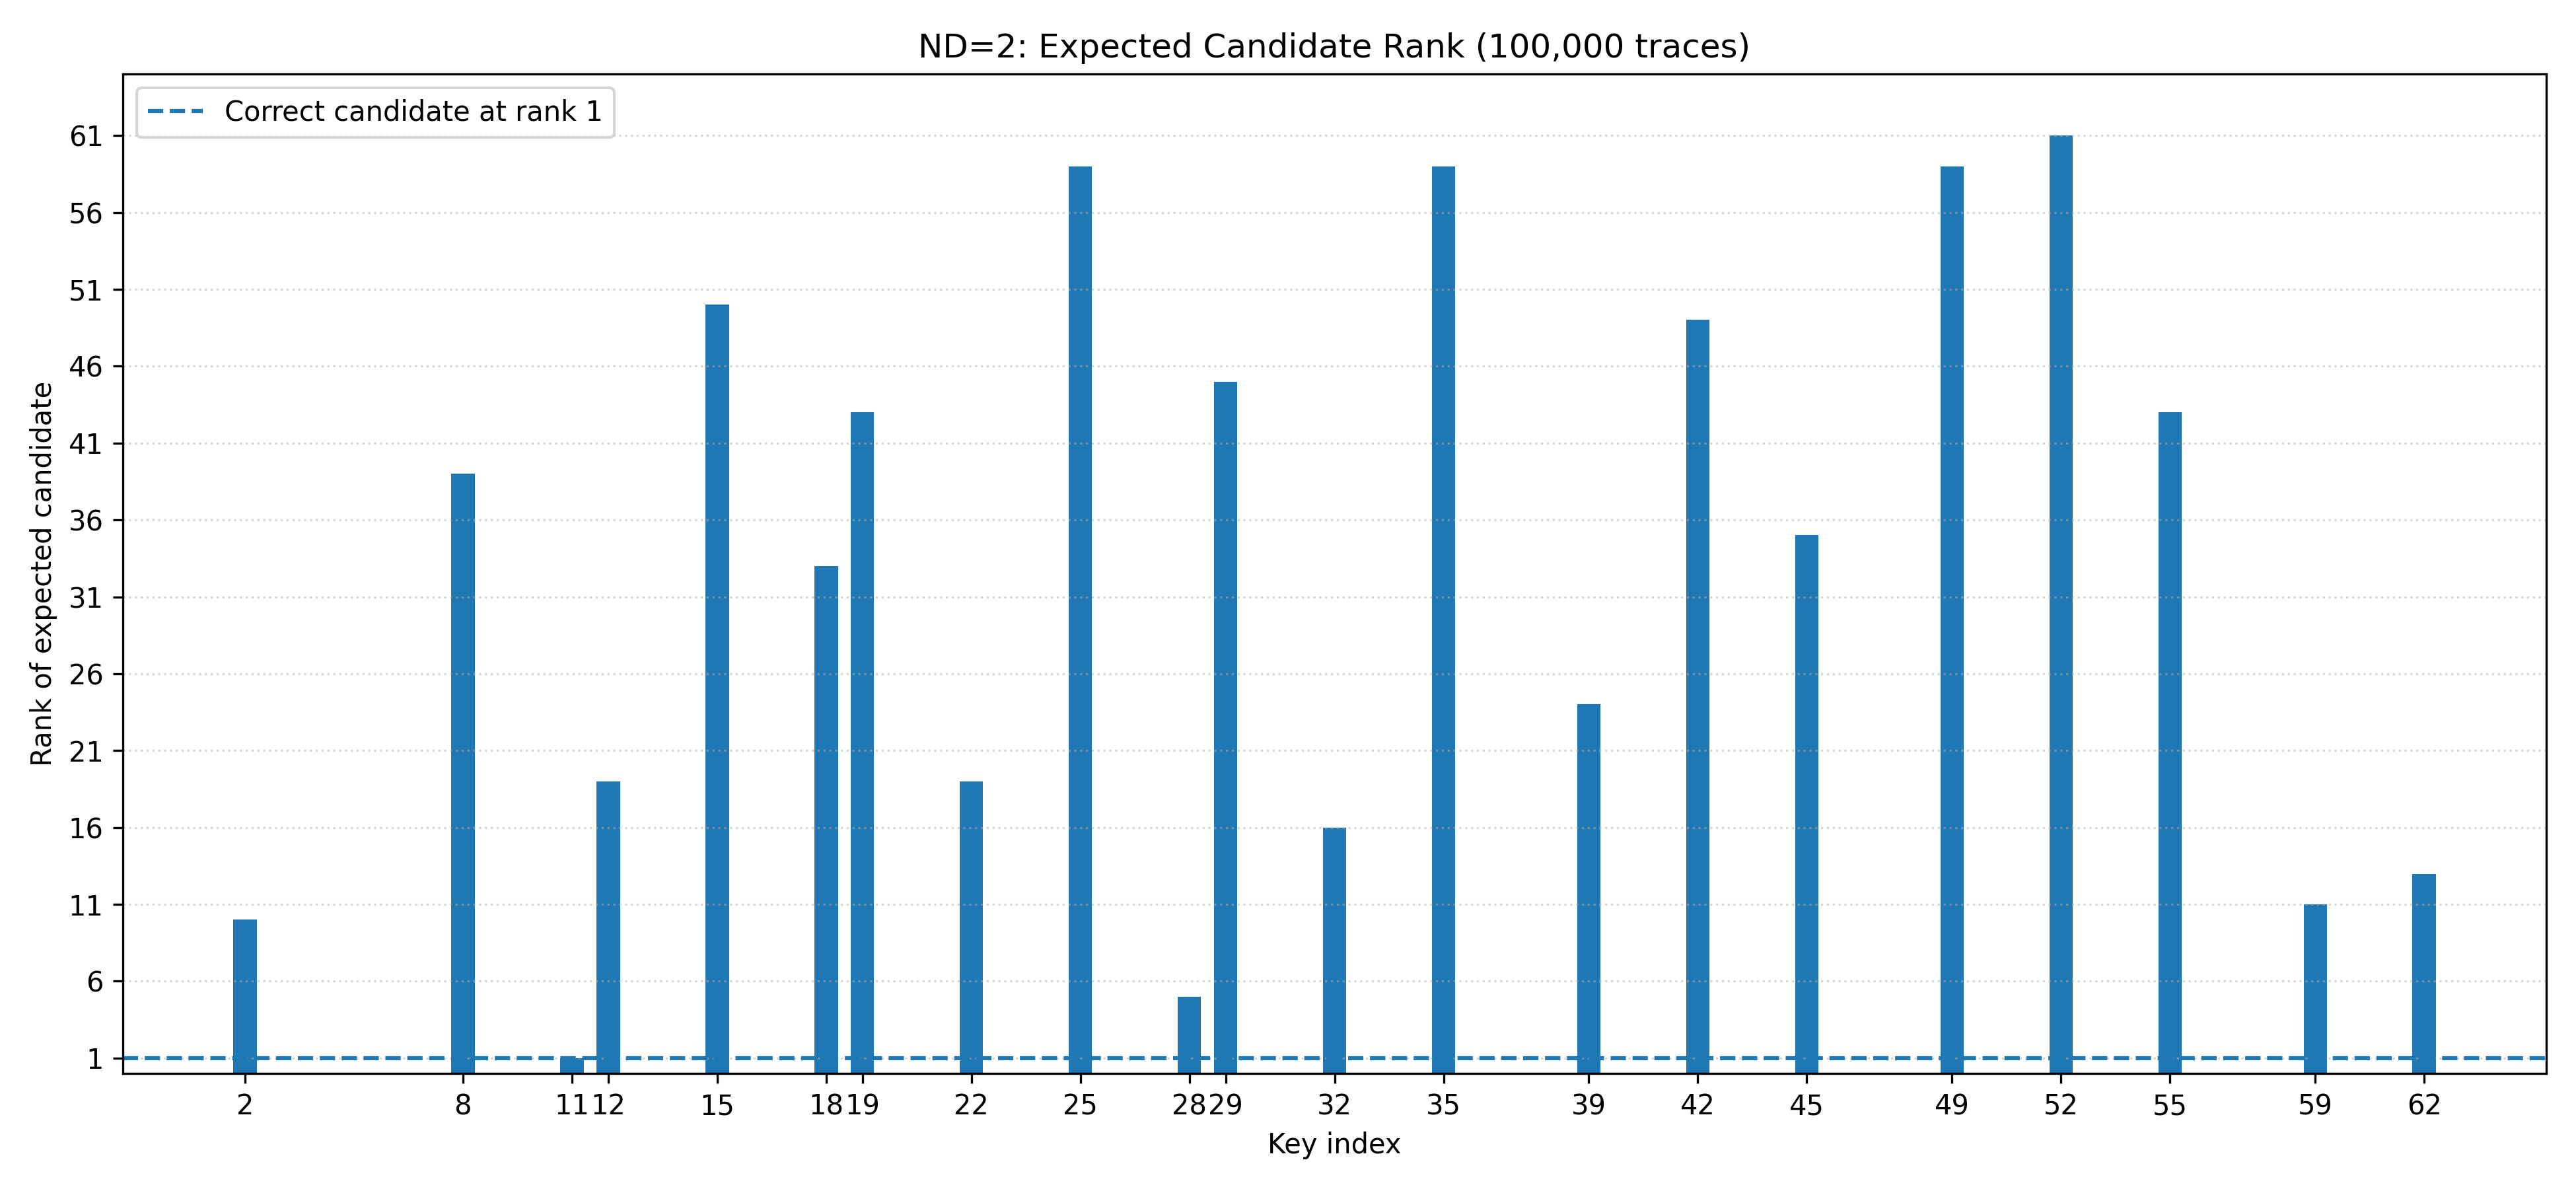 ND=2: Expected Candidate Rank (100,000 traces)
Correct candidate at rank 1
Rank of expected candidate
61
56
51
46
41
36
31
26
21
16
11
6
1
2 8 11 12 15 18 19 22 25 28 29 32 35 39 42 45 49 52 55 59 62
Key index